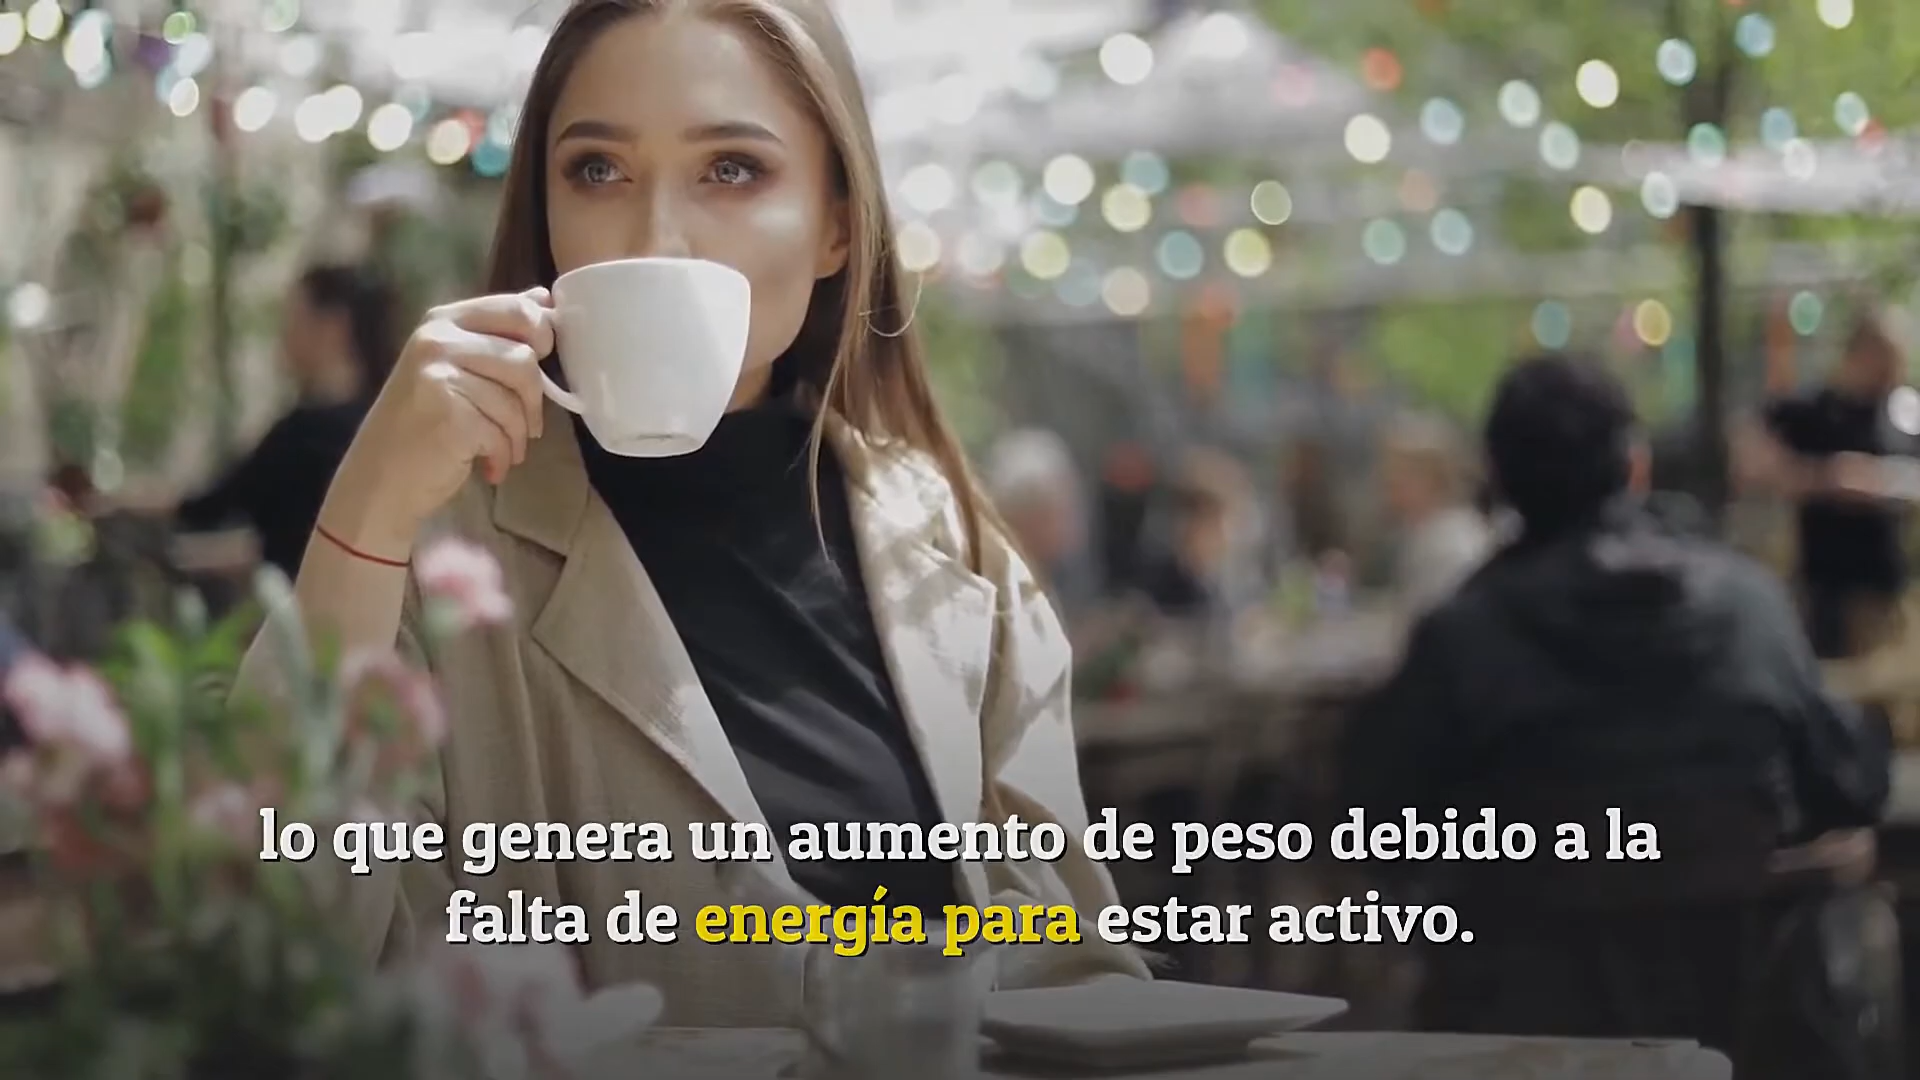 lo que genera un aumento de peso debido a la
falta de energía para estar activo.